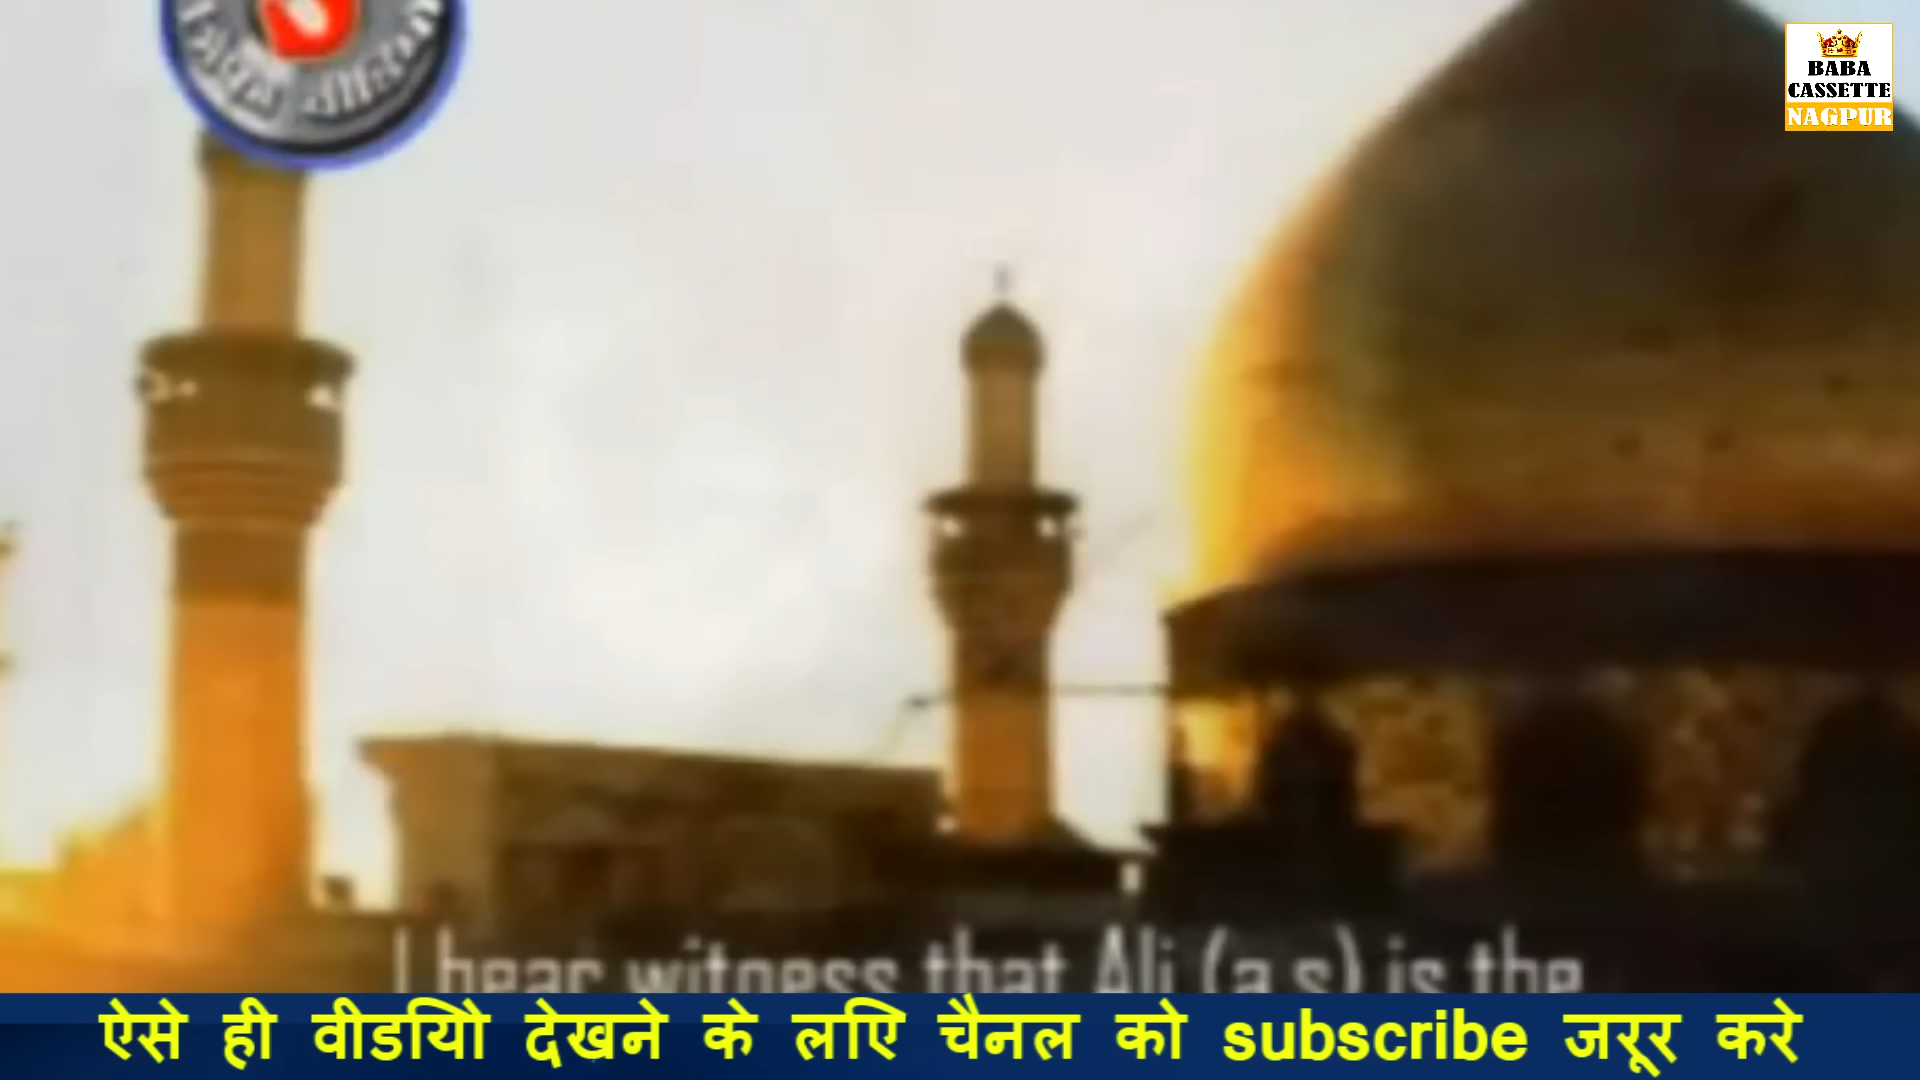 BABA
CASSETTE
NAGPUR
I bear witness that Ali (a.s) is the
ऐसे ही वीडियो देखने के लिए चैनल को subscribe जरूर करे